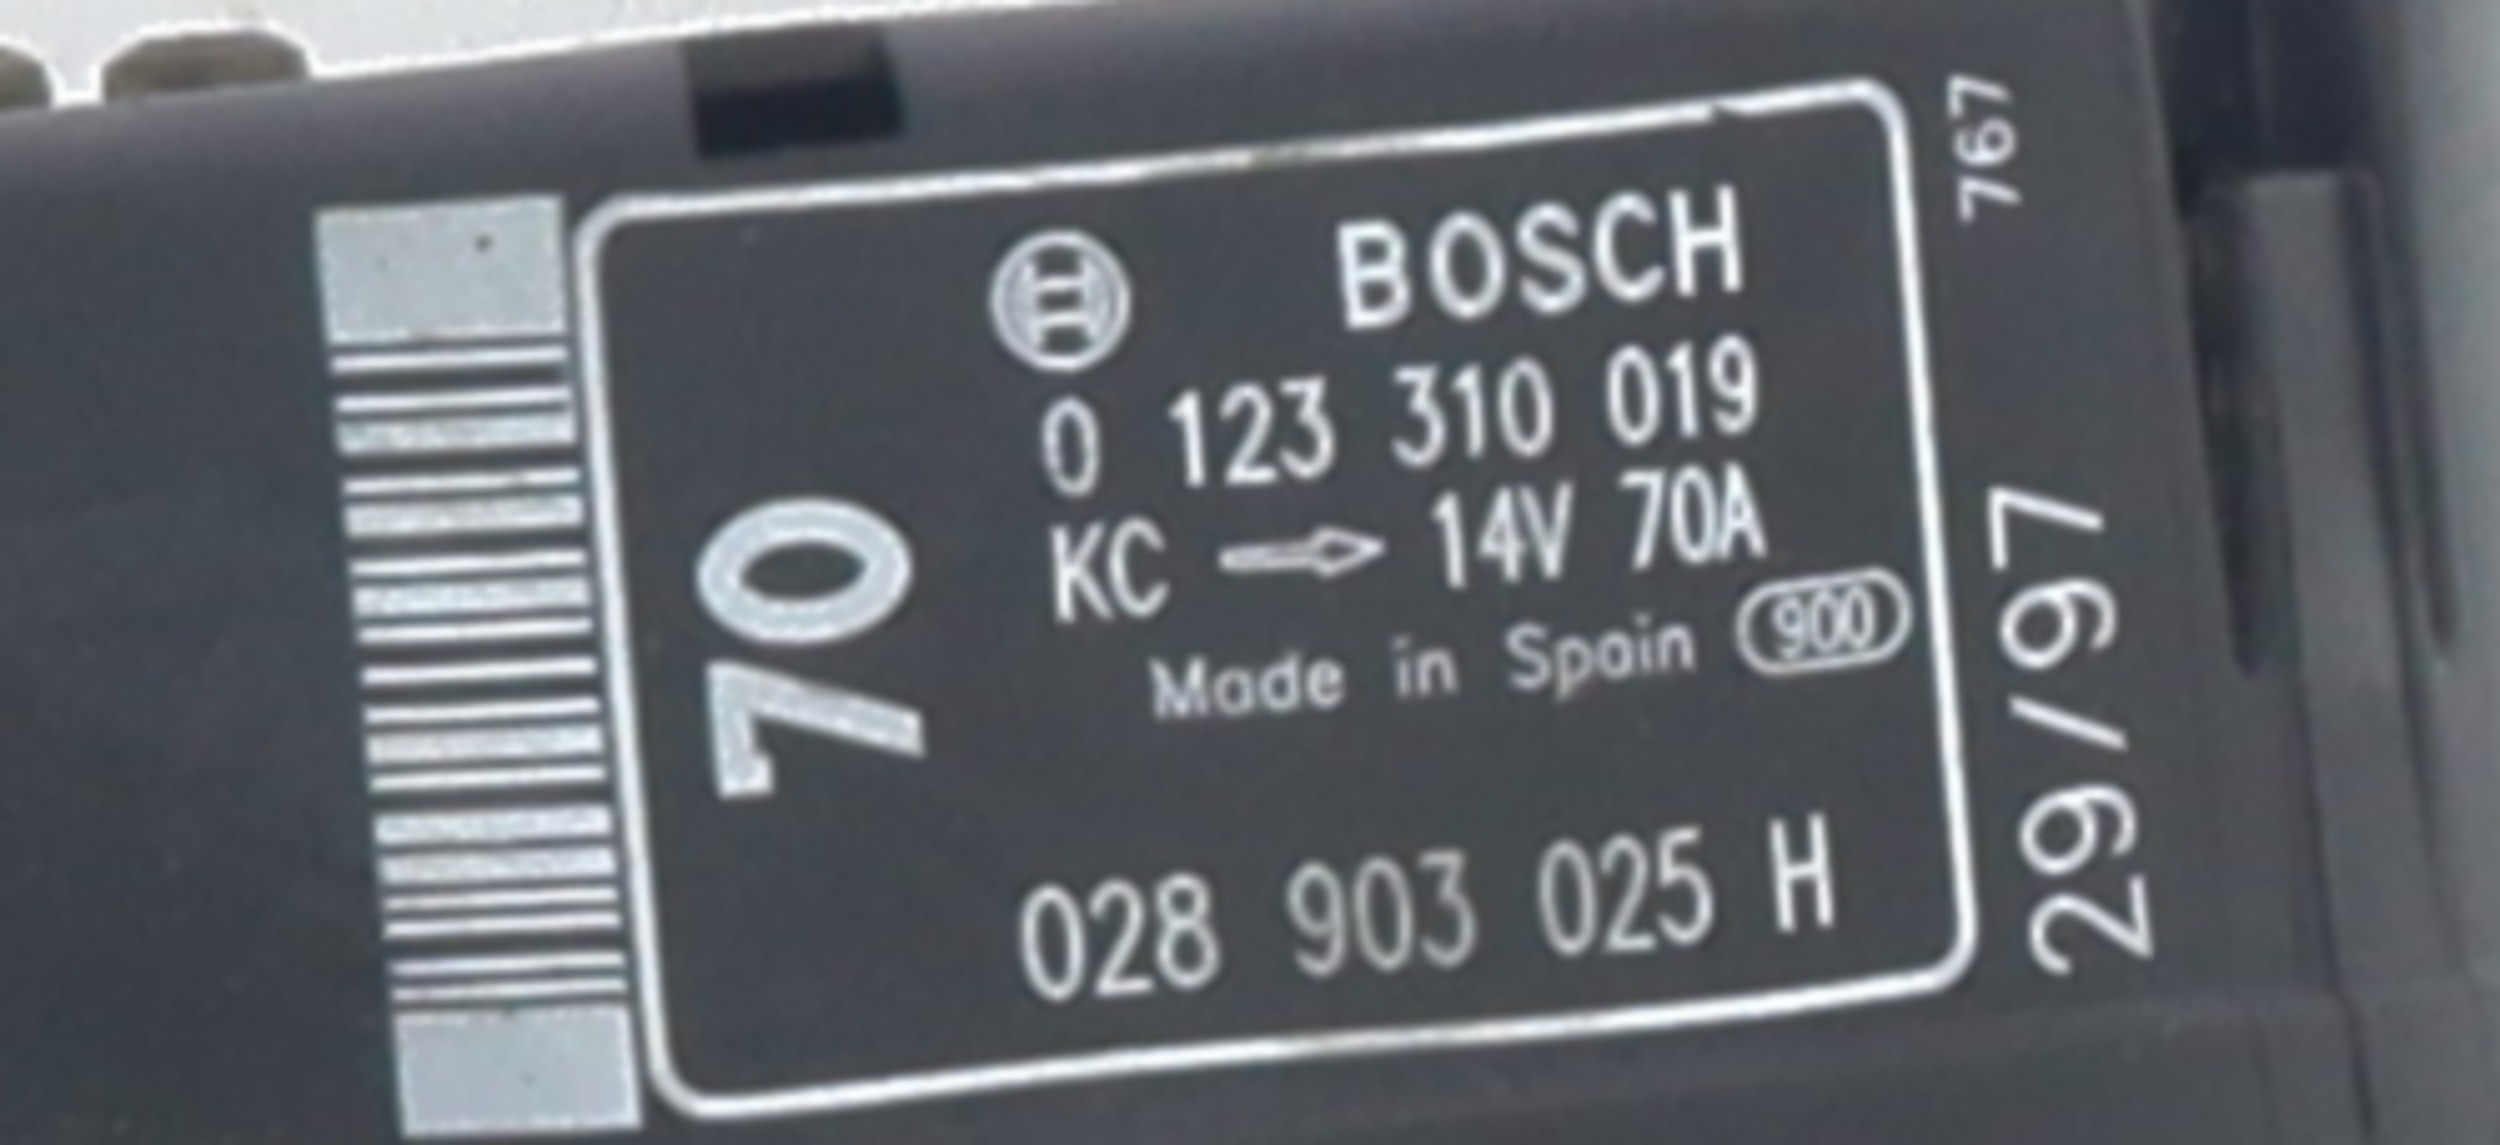 BOSCH
0 123 310 019
KC → 14V 70A
Made in Spain 900
028 903 025 H
70
767
29/97